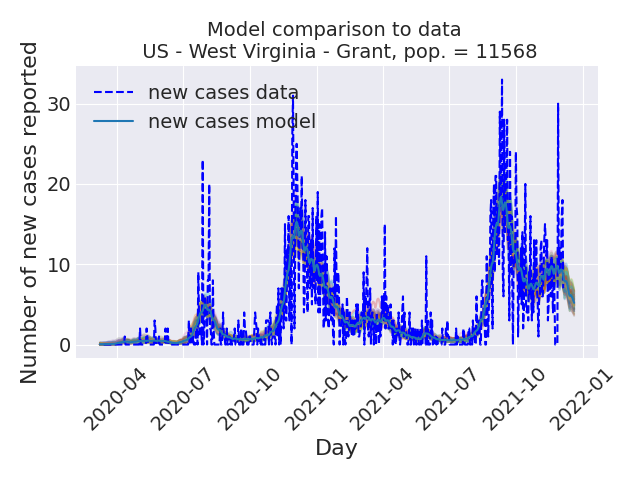 Model comparison to data
US - West Virginia - Grant, pop. = 11568
Number of new cases reported
new cases data
new cases model
30
20
10
0
2020-04
2020-07
2020-10
2021-01
2021-04
2021-07
2021-10
2022-01
Day